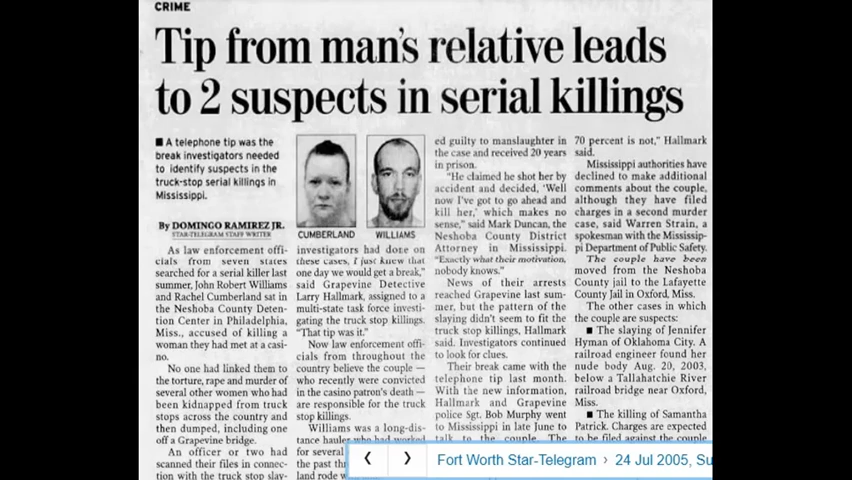 CRIME
Tip from man's relative leads
to 2 suspects in serial killings
■ A telephone tip was the
break investigators needed
to identify suspects in the
truck-stop serial killings in
Mississippi.
By DOMINGO RAMIREZ JR.
STAR-TELEGRAM STAFF WRITER
As law enforcement offi-
cials from seven states
searched for a serial killer last
summer, John Robert Williams
and Rachel Cumberland sat in
the Neshoba County Deten-
tion Center in Philadelphia,
Miss., accused of killing a
woman they had met at a casi-
no.
No one had linked them to
the torture, rape and murder of
several other women who had
been kidnapped from truck
stops across the country and
then dumped, including one
off a Grapevine bridge.
An officer or two had
scanned their files in connec-
tion with the truck stop slay-
CUMBERLAND
WILLIAMS
investigators had done on
these cases, I just knew that
one day we would get a break,"
said Grapevine Detective
Larry Hallmark, assigned to a
multi-state task force investi-
gating the truck stop killings.
"That tip was it."
Now law enforcement offi-
cials from throughout the
country believe the couple —
who recently were convicted
in the casino patron's death —
are responsible for the truck
stop killings.
Williams was a long-dis-
tance hauler who had worked
for several
the past th
land rode w
ed guilty to manslaughter in
the case and received 20 years
in prison.
"He claimed he shot her by
accident and decided, 'Well
now I've got to go ahead and
kill her,' which makes no
sense," said Mark Duncan, the
Neshoba County District
Attorney in Mississippi.
"Exactly what their motivation,
nobody knows."
News of their arrests
reached Grapevine last sum-
mer, but the pattern of the
slaying didn't seem to fit the
truck stop killings, Hallmark
said. Investigators continued
to look for clues.
Their break came with the
telephone tip last month.
With the new information,
Hallmark and Grapevine
police Sgt. Bob Murphy went
to Mississippi in late June to
talk to the couple. The
70 percent is not," Hallmark
said.
Mississippi authorities have
declined to make additional
comments about the couple,
although they have filed
charges in a second murder
case, said Warren Strain, a
spokesman with the Mississip-
pi Department of Public Safety.
The couple have been
moved from the Neshoba
County jail to the Lafayette
County Jail in Oxford, Miss.
The other cases in which
the couple are suspects:
■ The slaying of Jennifer
Hyman of Oklahoma City. A
railroad engineer found her
nude body Aug. 20, 2003,
below a Tallahatchie River
railroad bridge near Oxford,
Miss.
■ The killing of Samantha
Patrick. Charges are expected
to be filed against the couple
Fort Worth Star-Telegram › 24 Jul 2005, Su